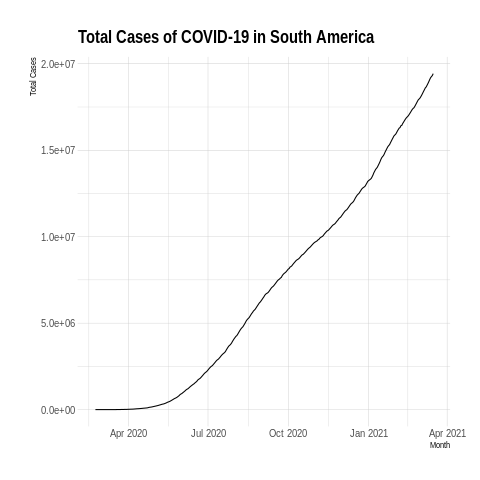 Total Cases of COVID-19 in South America
Total Cases
2.0e+07
1.5e+07
1.0e+07
5.0e+06
0.0e+00
Apr 2020 Jul 2020 Oct 2020 Jan 2021 Apr 2021
Month